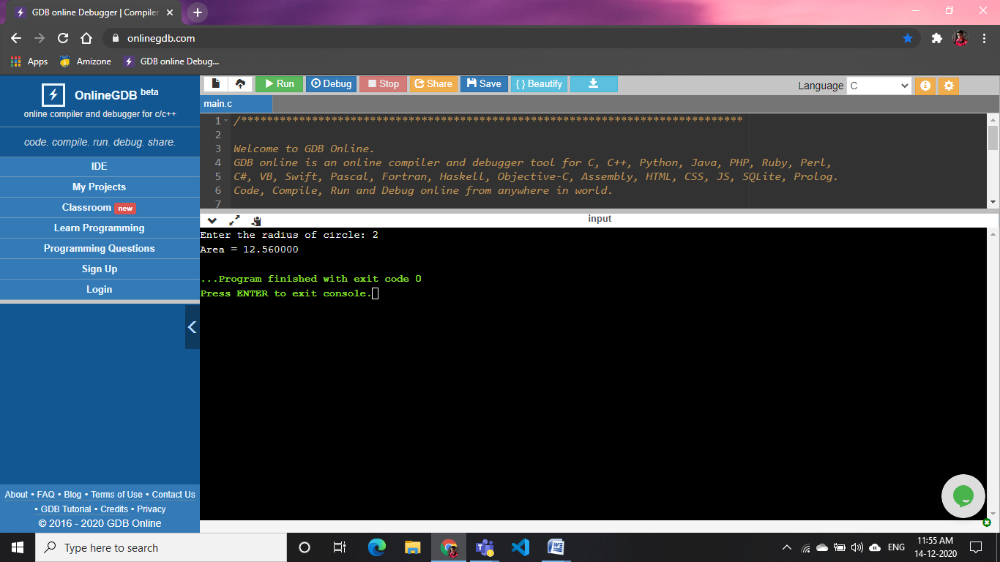 GDB online Debugger | Compiler
onlinegdb.com
Apps Amizone GDB online Debug...
OnlineGDB beta
online compiler and debugger for c/c++
code. compile. run. debug. share.
IDE
My Projects
Classroom new
Learn Programming
Programming Questions
Sign Up
Login
About • FAQ • Blog • Terms of Use • Contact Us
• GDB Tutorial • Credits • Privacy
© 2016 - 2020 GDB Online
Run Debug Stop Share Save { } Beautify
Language C
main.c
1 /******************************************************************************
2
3 Welcome to GDB Online.
4 GDB online is an online compiler and debugger tool for C, C++, Python, Java, PHP, Ruby, Perl,
5 C#, VB, Swift, Pascal, Fortran, Haskell, Objective-C, Assembly, HTML, CSS, JS, SQLite, Prolog.
6 Code, Compile, Run and Debug online from anywhere in world.
7
input
Enter the radius of circle: 2
Area = 12.560000
...Program finished with exit code 0
Press ENTER to exit console.
Type here to search
ENG
11:55 AM
14-12-2020